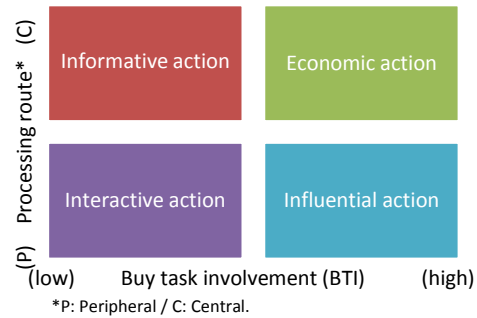 (C)
Processing route*
(P)
Informative action
Economic action
Interactive action
Influential action
(low) Buy task involvement (BTI) (high)
*P: Peripheral / C: Central.